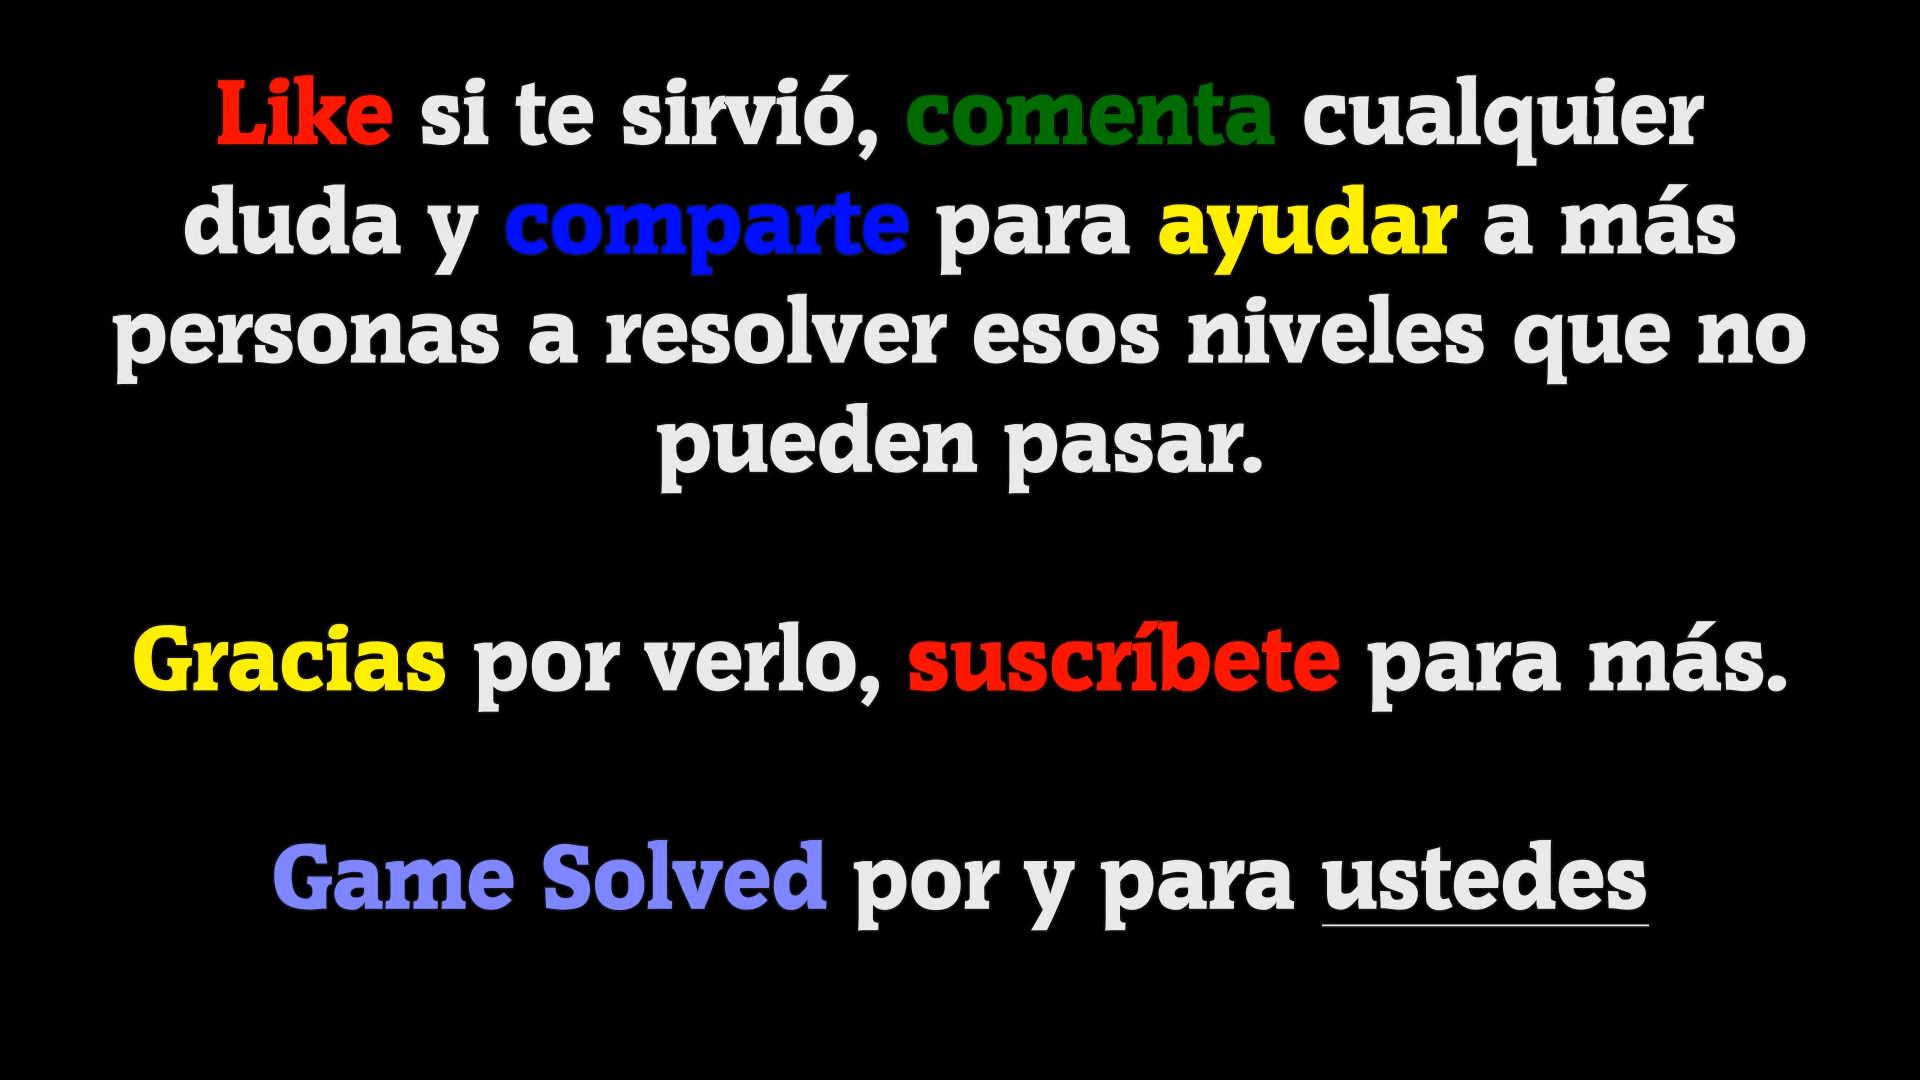 Like si te sirvió, comenta cualquier
duda y comparte para ayudar a más
personas a resolver esos niveles que no
pueden pasar.
Gracias por verlo, suscríbete para más.
Game Solved por y para ustedes